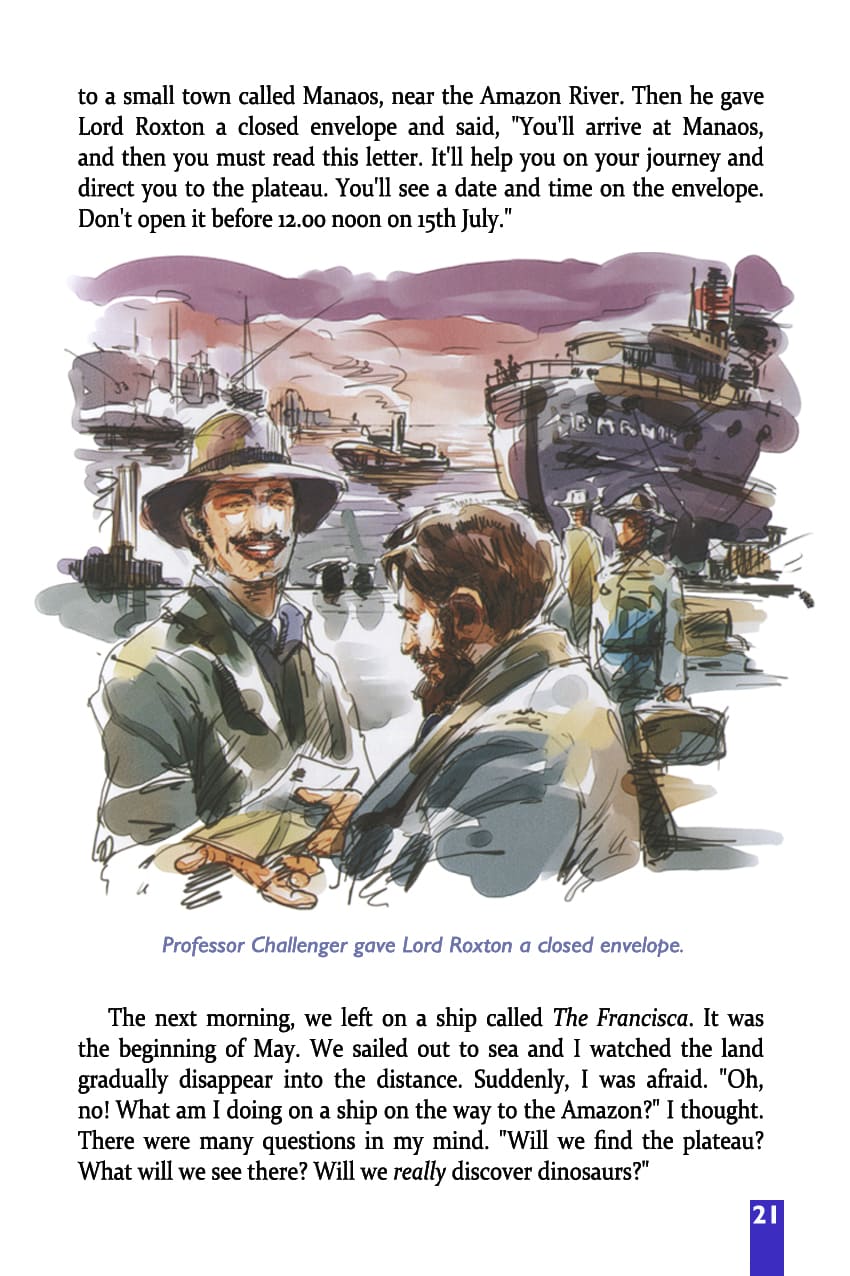 to a small town called Manaos, near the Amazon River. Then he gave
Lord Roxton a closed envelope and said, "You'll arrive at Manaos,
and then you must read this letter. It'll help you on your journey and
direct you to the plateau. You'll see a date and time on the envelope.
Don't open it before 12.00 noon on 15th July."
Professor Challenger gave Lord Roxton a closed envelope.
The next morning, we left on a ship called The Francisca. It was
the beginning of May. We sailed out to sea and I watched the land
gradually disappear into the distance. Suddenly, I was afraid. "Oh,
no! What am I doing on a ship on the way to the Amazon?" I thought.
There were many questions in my mind. "Will we find the plateau?
What will we see there? Will we really discover dinosaurs?"
21